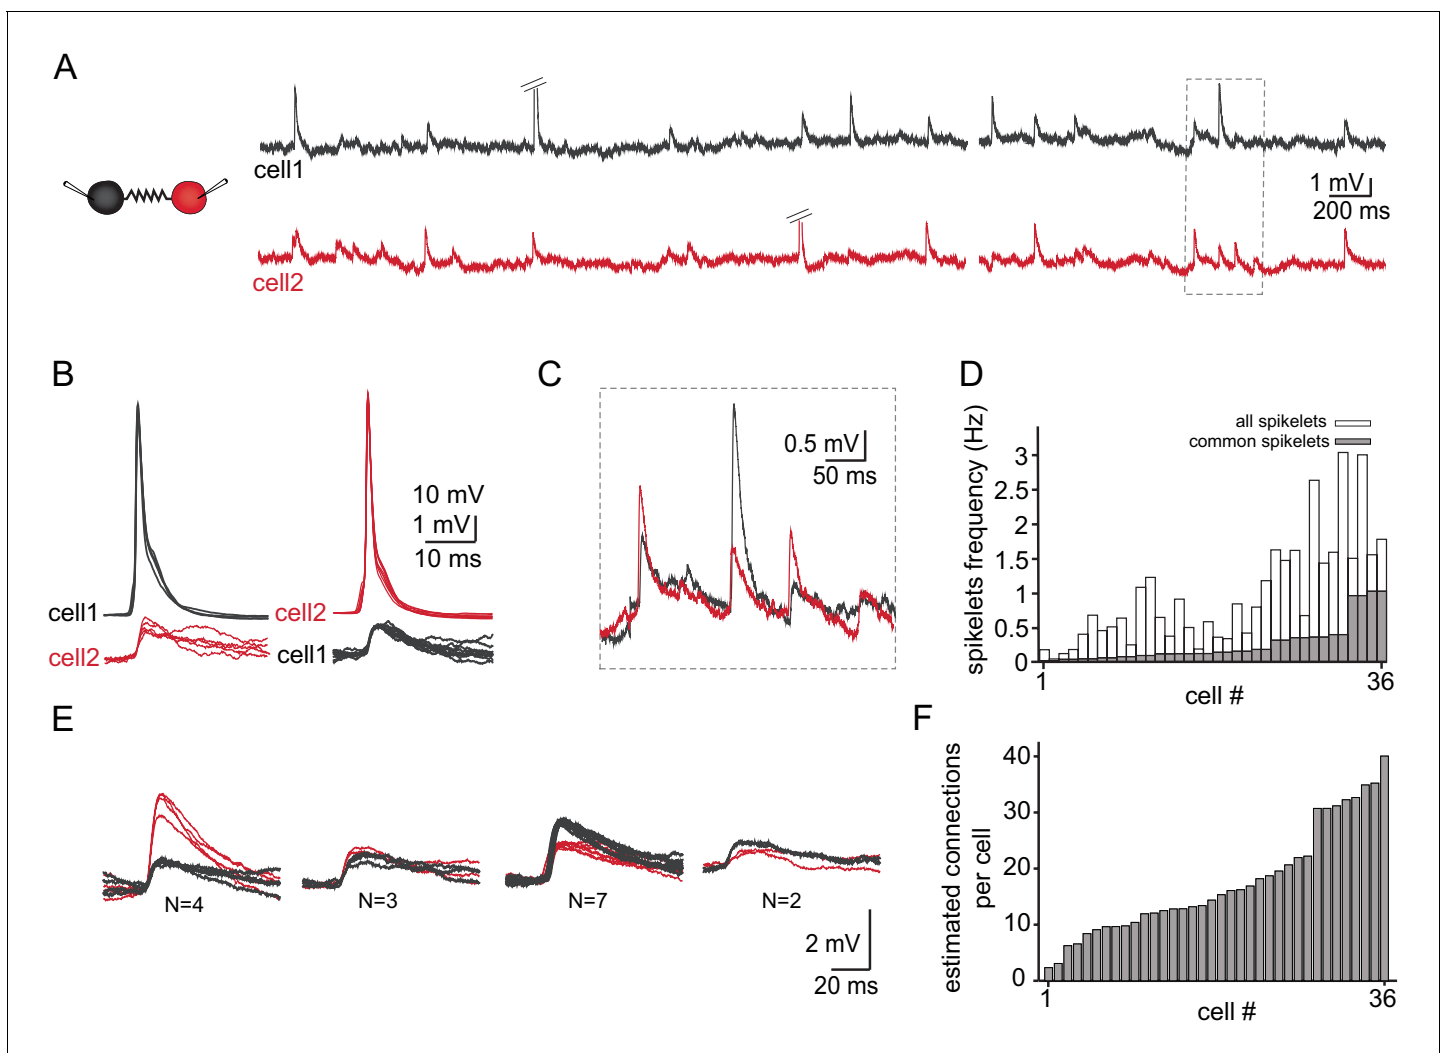 A
cell1
1 mV
200 ms
cell2
B
10 mV
1 mV
10 ms
cell1
cell2
cell2
cell1
C
0.5 mV
50 ms
D
all spikelets
common spikelets
spikelets frequency (Hz)
3
2.5
2
1.5
1
0.5
0
1
36
cell #
E
N=4
N=3
N=7
N=2
2 mV
20 ms
F
estimated connections
per cell
40
30
20
10
0
1
36
cell #